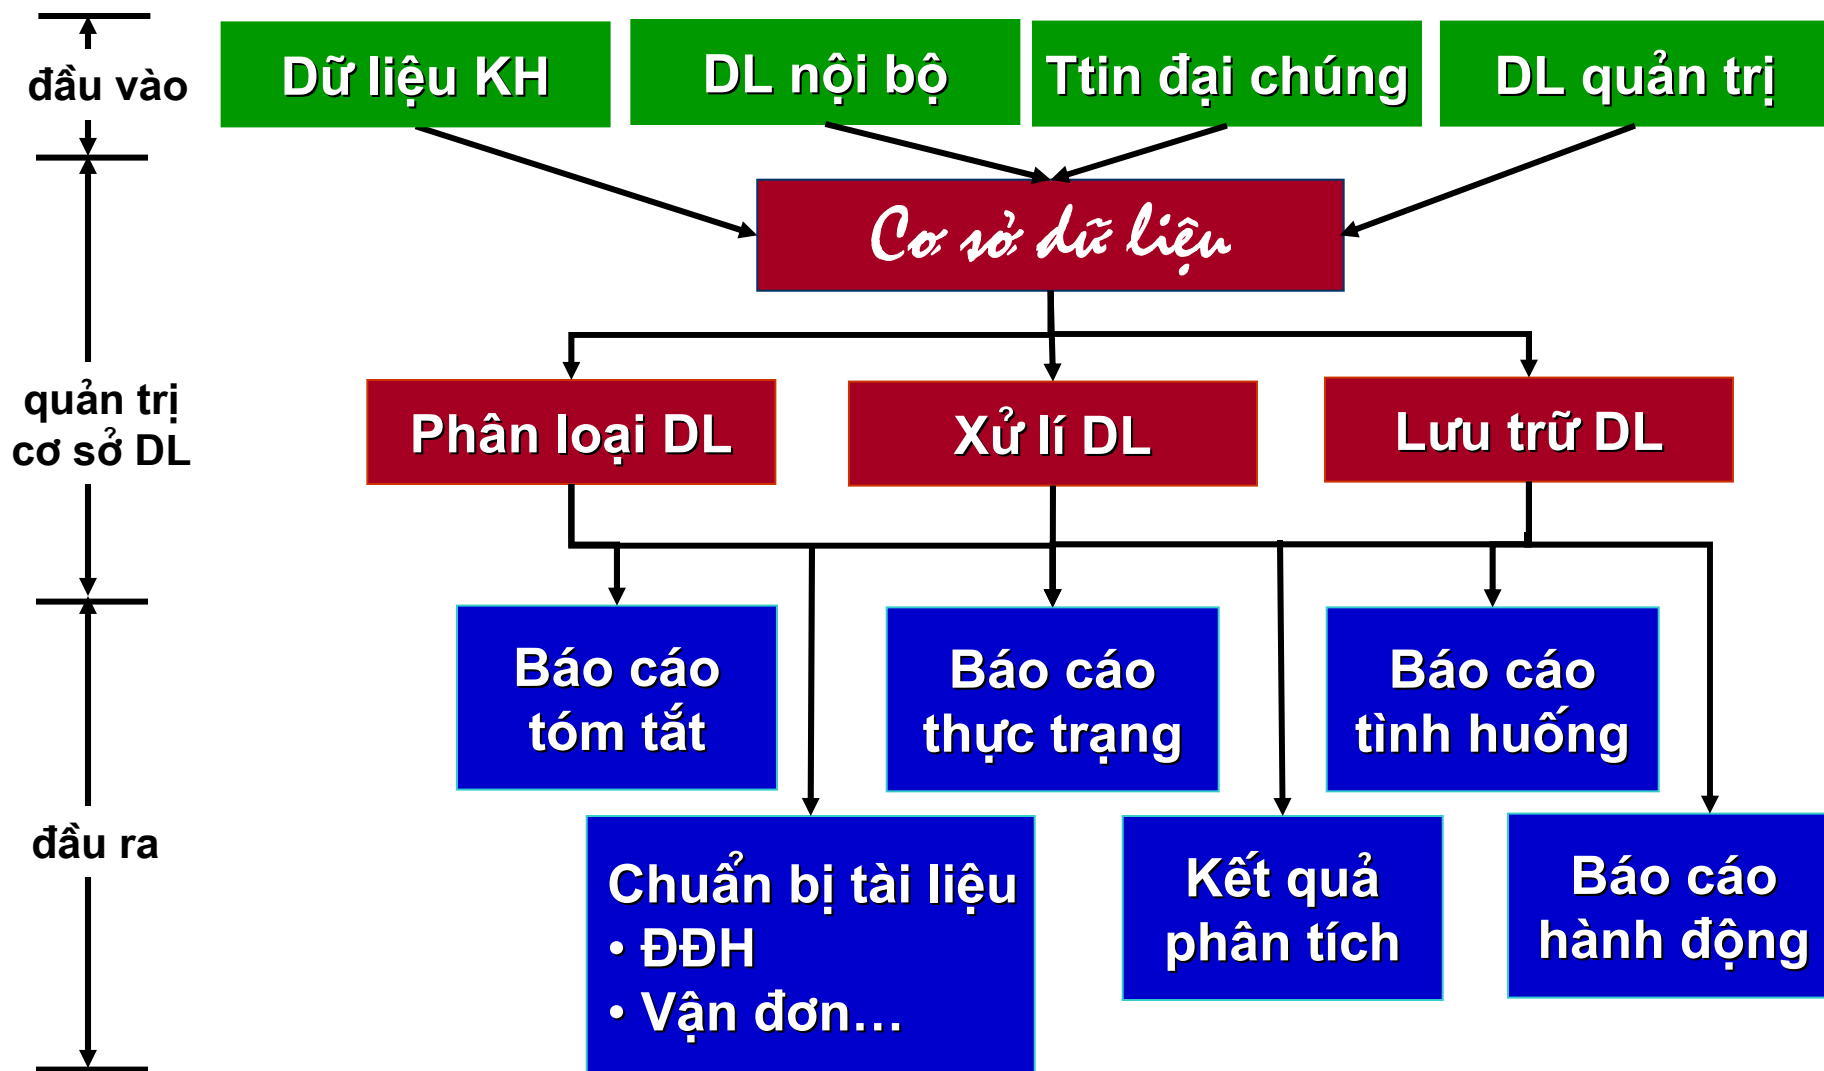 đầu vào
Dữ liệu KH
DL nội bộ
Ttin đại chúng
DL quản trị
Cơ sở dữ liệu
quản trị
cơ sở DL
Phân loại DL
Xử lí DL
Lưu trữ DL
Báo cáo
tóm tắt
Báo cáo
thực trạng
Báo cáo
tình huống
đầu ra
Chuẩn bị tài liệu
• ĐĐH
• Vận đơn...
Kết quả
phân tích
Báo cáo
hành động